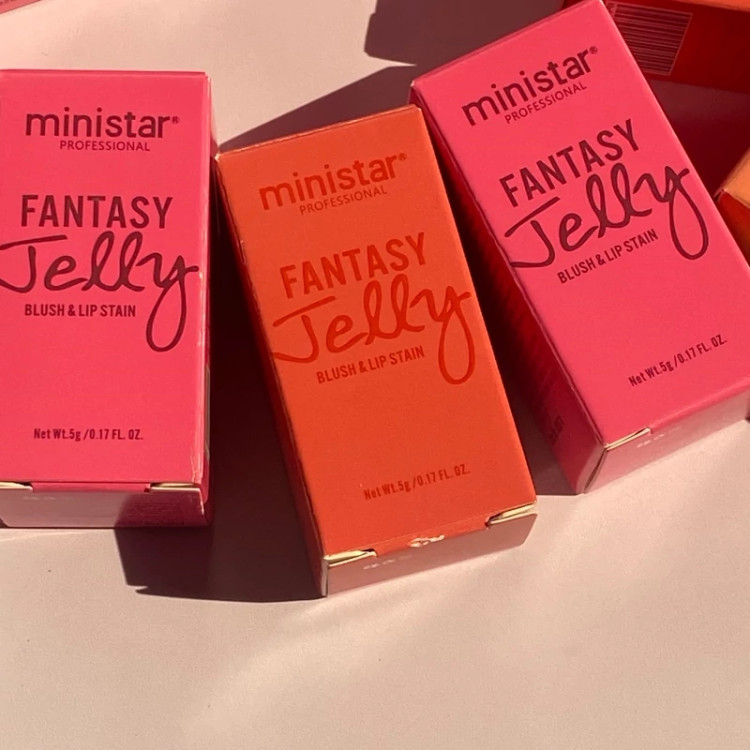 ministar®
PROFESSIONAL
FANTASY
Jelly
BLUSH & LIP STAIN
Net Wt.5g/0.17 FL. OZ.
ministar®
PROFESSIONAL
FANTASY
Jelly
BLUSH & LIP STAIN
Net Wt.5g/0.17 FL. OZ.
ministar®
PROFESSIONAL
FANTASY
Jelly
BLUSH & LIP STAIN
Net Wt.5g/0.17 FL. OZ.